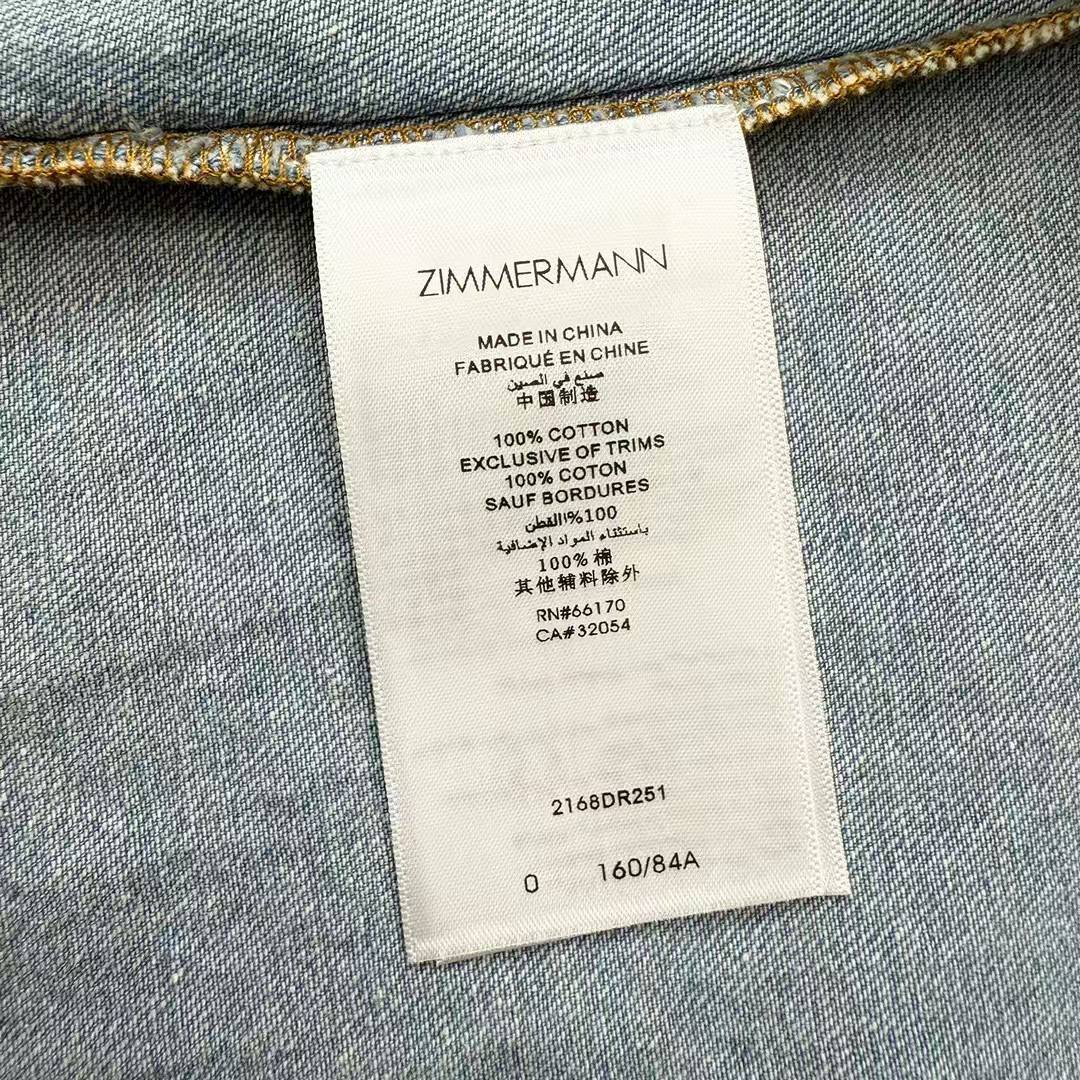 ZIMMERMANN
MADE IN CHINA
FABRIQUÉ EN CHINE
صنع في الصين
中国制造
100% COTTON
EXCLUSIVE OF TRIMS
100% COTON
SAUF BORDURES
100%القطن
باستثناء المواد الإضافية
100% 棉
其他辅料除外
RN#66170
CA#32054
2168DR251
0 160/84A